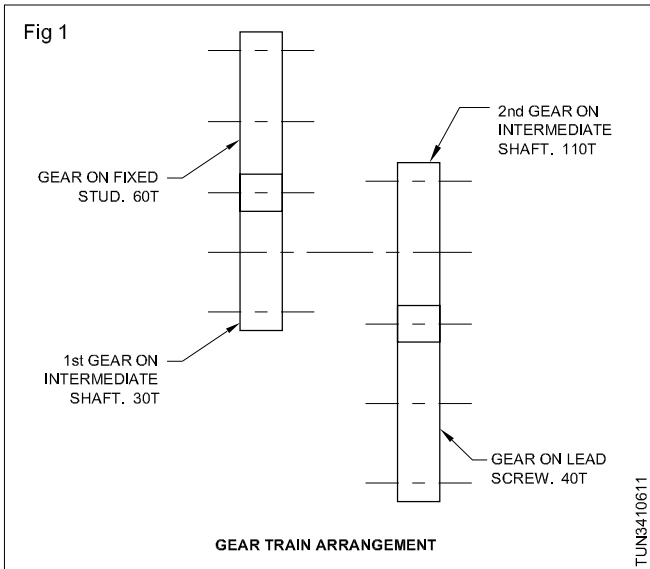 Fig 1
GEAR ON FIXED
STUD. 60T
2nd GEAR ON
INTERMEDIATE
SHAFT. 110T
1st GEAR ON
INTERMEDIATE
SHAFT. 30T
GEAR ON LEAD
SCREW. 40T
GEAR TRAIN ARRANGEMENT
TUN3410611